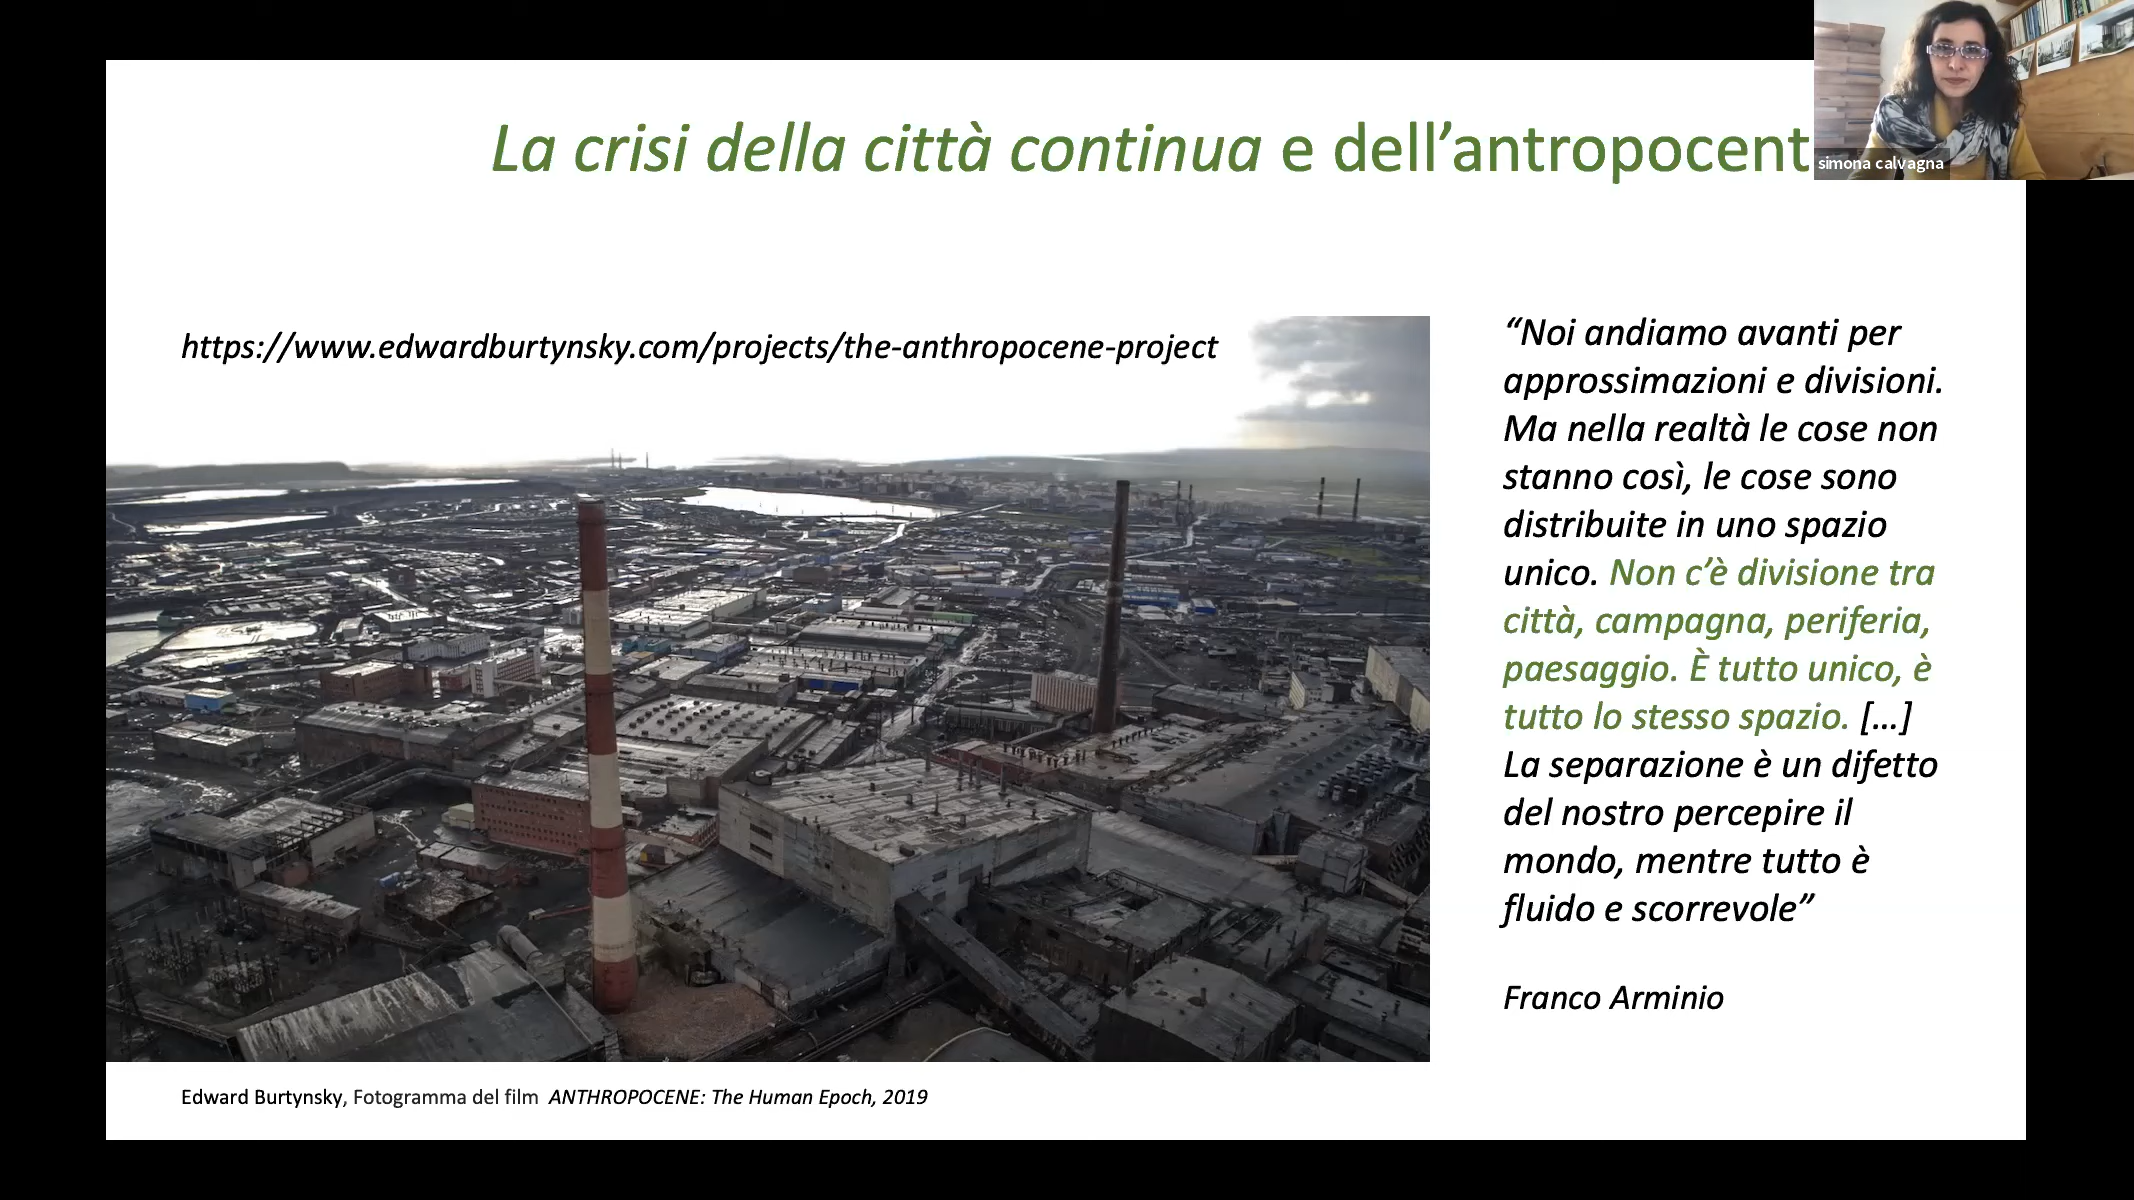 La crisi della città continua e dell’antropocent
simona calvagna
https://www.edwardburtynsky.com/projects/the-anthropocene-project
“Noi andiamo avanti per
approssimazioni e divisioni.
Ma nella realtà le cose non
stanno così, le cose sono
distribuite in uno spazio
unico. Non c’è divisione tra
città, campagna, periferia,
paesaggio. È tutto unico, è
tutto lo stesso spazio. [...]
La separazione è un difetto
del nostro percepire il
mondo, mentre tutto è
fluido e scorrevole”
Franco Arminio
Edward Burtynsky, Fotogramma del film ANTHROPOCENE: The Human Epoch, 2019